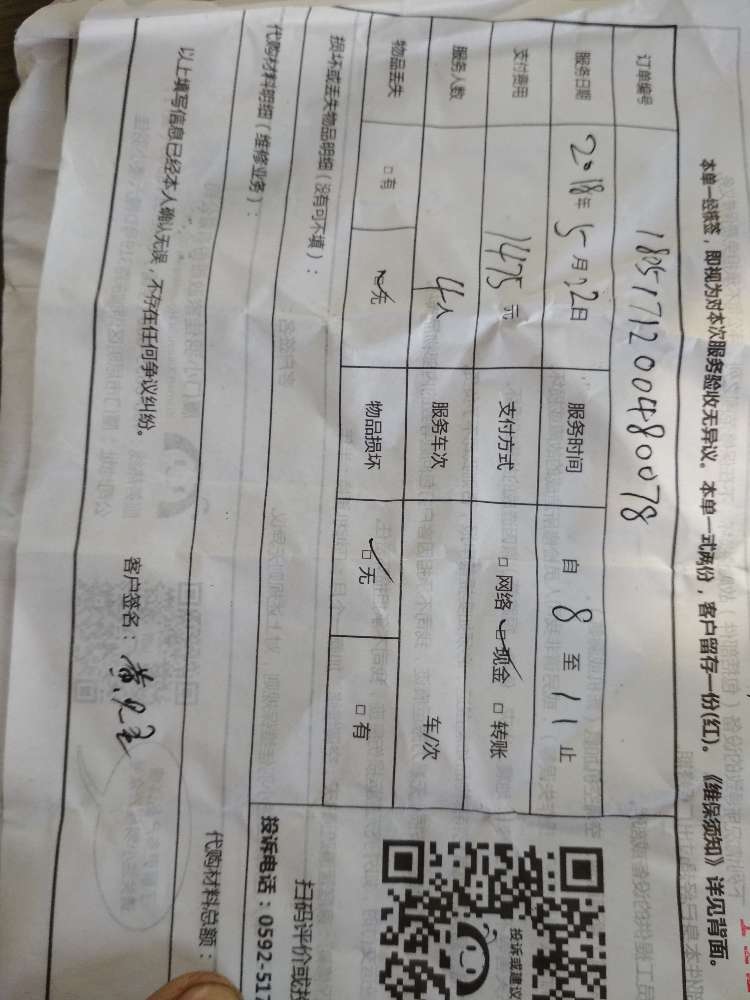 本单一经核签，即视为对本次服务验收无异议。本单一式两份，客户留存一份(红)。《维保须知》详见背面。
订单编号 1805171200480078
服务日期 2018年5月22日 服务时间 自 8 至 11 止
支付费用 1475 元 支付方式 □ 网络 □ 现金 □ 转账
服务人数 4人 服务车次 车/次
物品丢失 □ 有 □ 无 物品损坏 □ 无 □ 有
损坏或丢失物品明细（没有可不填）：
代购材料明细（维修业务）：
代购材料总额：
以上填写信息已经本人确认无误，不存在任何争议纠纷。
客户签名：
投诉或建议
扫码评价或投
投诉电话：0592-517